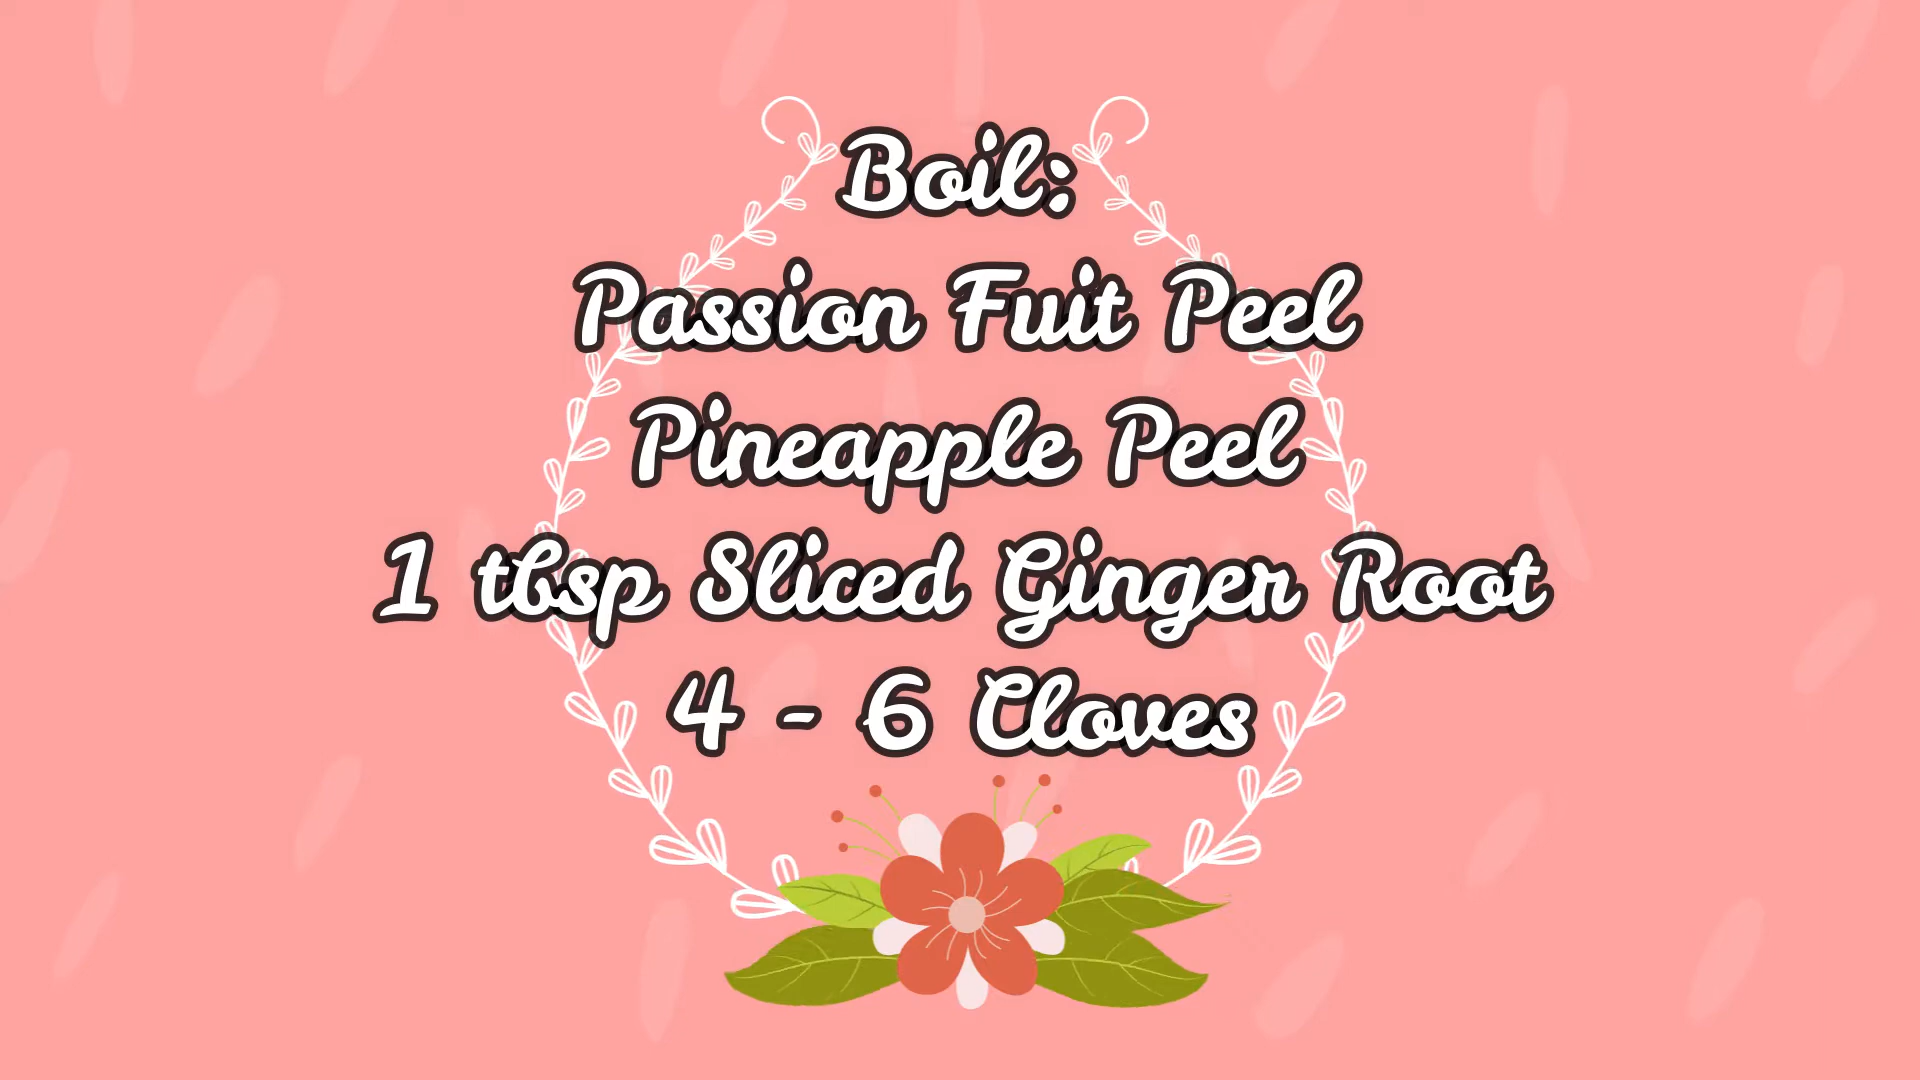 Boil:
Passion Fuit Peel
Pineapple Peel
1 tbsp Sliced Ginger Root
4 - 6 Cloves